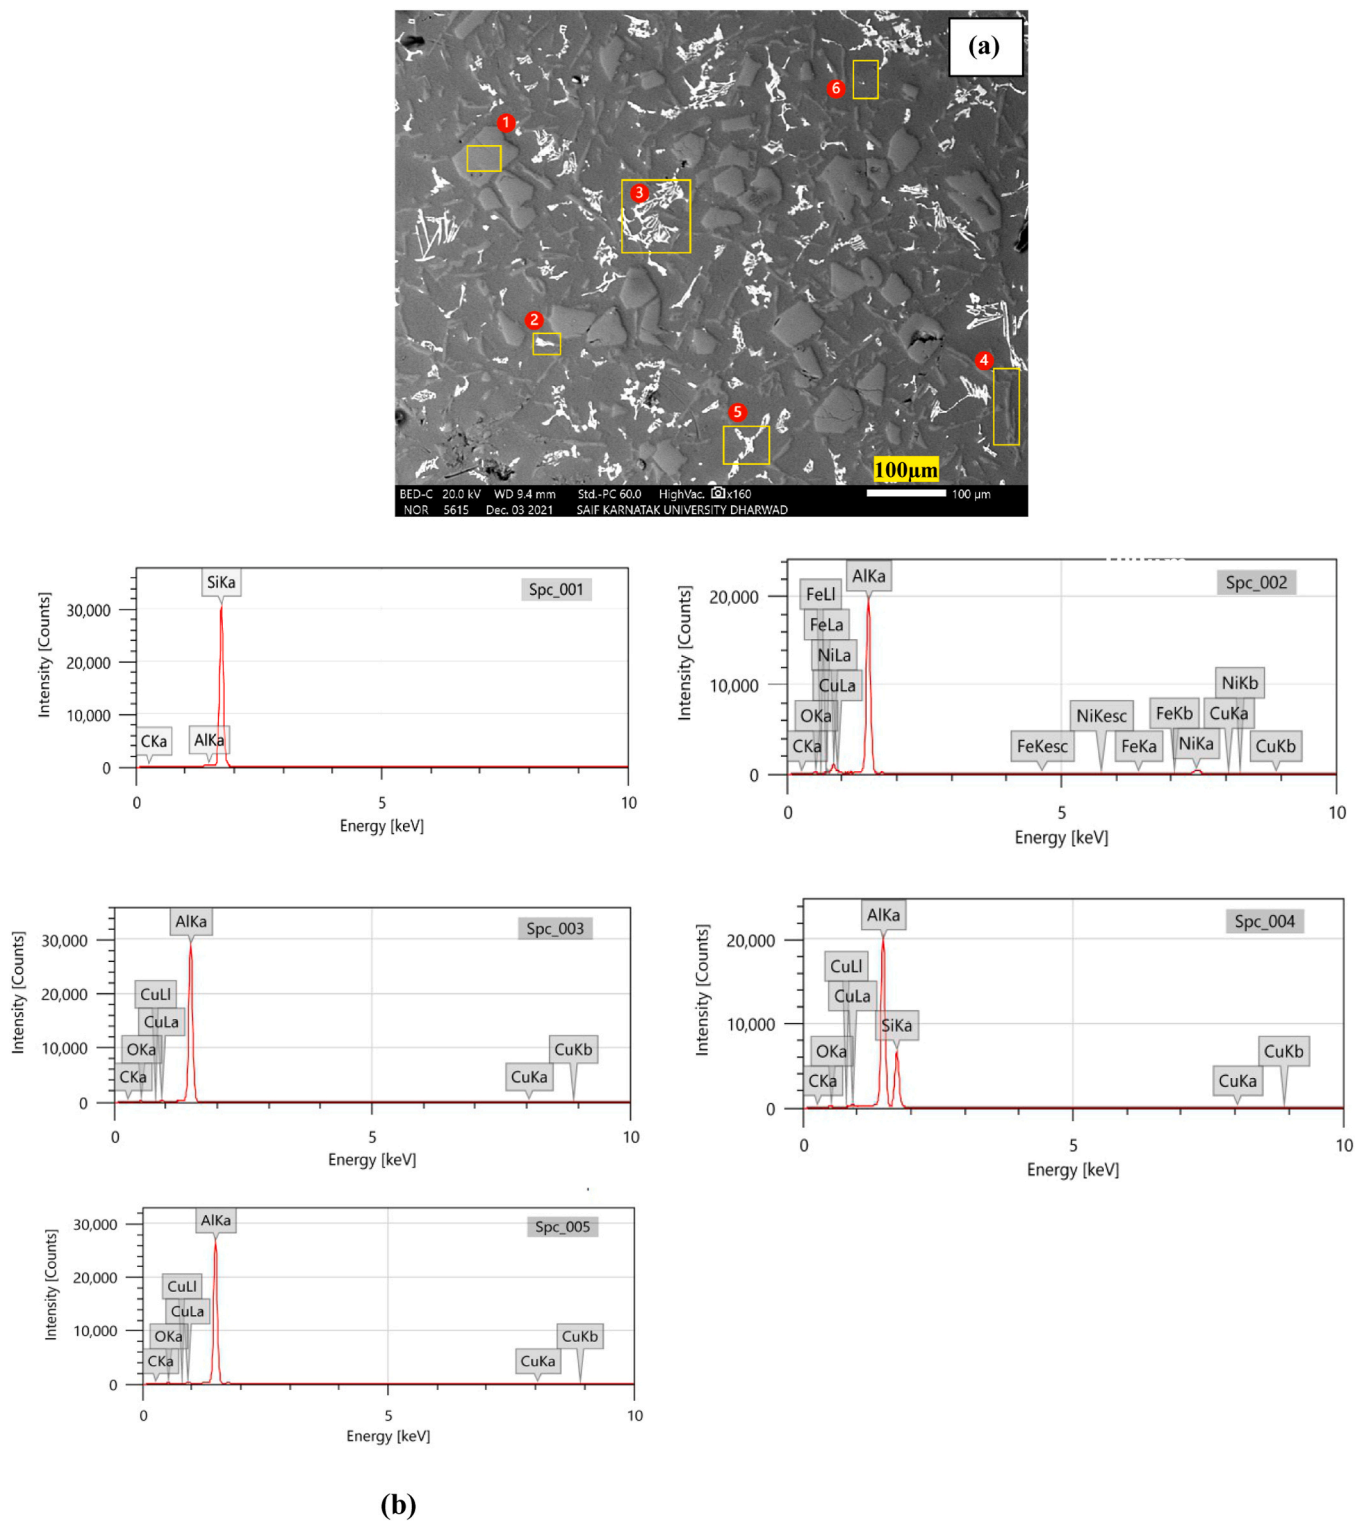 (a)
1
6
3
2
4
5
100µm
BED-C 20.0 kV WD 9.4 mm Std.-PC 60.0 HighVac. x160 100 µm
NOR 5615 Dec. 03 2021 SAIF KARNATAK UNIVERSITY DHARWAD
SiKa
Spc_001
30,000
20,000
10,000
0
CKa
AlKa
Intensity [Counts]
0 5 10
Energy [keV]
AlKa
Spc_002
FeLl
20,000
FeLa
NiLa
CuLa
10,000
NiKb
OKa
NiKesc
FeKb
CuKa
CKa
FeKesc
FeKa
NiKa
CuKb
0
Intensity [Counts]
0 5 10
Energy [keV]
AlKa
Spc_003
30,000
20,000
10,000
0
CuLl
CuLa
OKa
CKa
CuKa
CuKb
Intensity [Counts]
0 5 10
Energy [keV]
AlKa
Spc_004
20,000
10,000
0
CuLl
CuLa
SiKa
OKa
CKa
CuKa
CuKb
Intensity [Counts]
0 5 10
Energy [keV]
AlKa
Spc_005
30,000
20,000
10,000
0
CuLl
CuLa
OKa
CKa
CuKa
CuKb
Intensity [Counts]
0 5 10
Energy [keV]
(b)